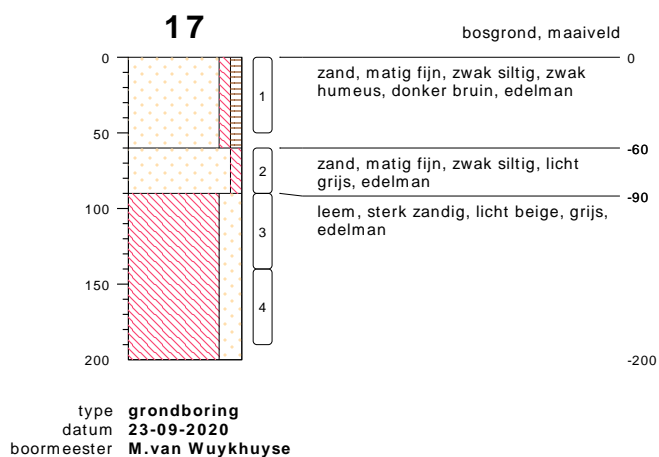 17
bosgrond, maaiveld
0
0
zand, matig fijn, zwak siltig, zwak
humeus, donker bruin, edelman
1
50
-60
zand, matig fijn, zwak siltig, licht
grijs, edelman
2
-90
100
leem, sterk zandig, licht beige, grijs,
edelman
3
150
4
200
-200
type grondboring
datum 23-09-2020
boormeester M.van Wuykhuyse